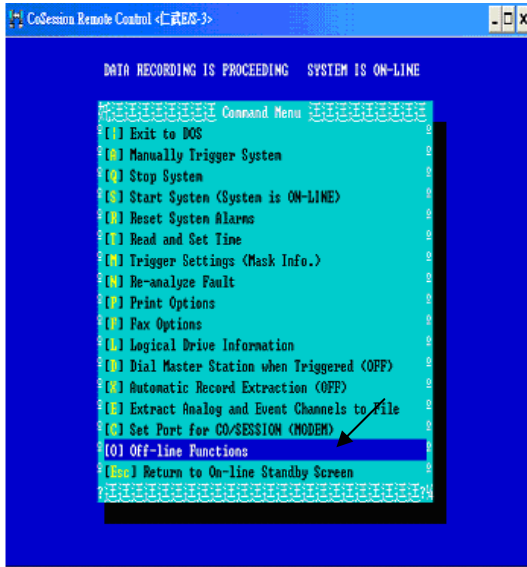 CoSession Remote Control <仁武E/S-3>
DATA RECORDING IS PROCEEDING SYSTEM IS ON-LINE
Command Menu
[ ] Exit to DOS
[A] Manually Trigger System
[Q] Stop System
[S] Start System (System is ON-LINE)
[R] Reset System Alarms
[T] Read and Set Time
[M] Trigger Settings (Mask Info.)
[N] Re-analyze Fault
[P] Print Options
[F] Fax Options
[L] Logical Drive Information
[D] Dial Master Station when Triggered (OFF)
[X] Automatic Record Extraction (OFF)
[E] Extract Analog and Event Channels to File
[C] Set Port for CO/SESSION (MODEM)
[O] Off-line Functions
[Esc] Return to On-line Standby Screen